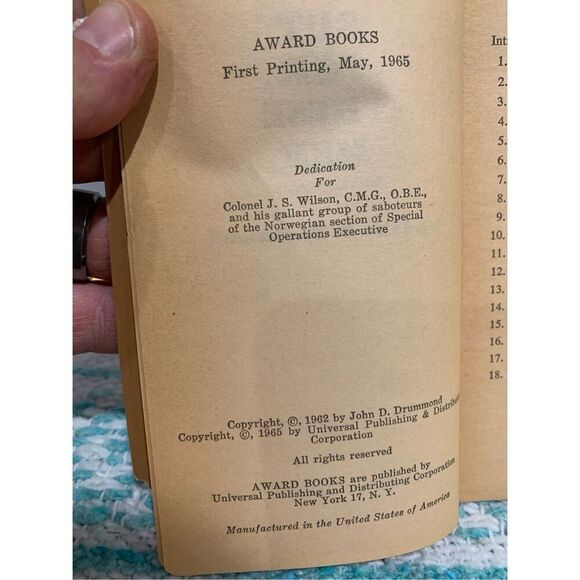 AWARD BOOKS
First Printing, May, 1965
Dedication
For
Colonel J. S. Wilson, C.M.G., O.B.E.,
and his gallant group of saboteurs
of the Norwegian section of Special
Operations Executive
Copyright, ©, 1962 by John D. Drummond
Copyright, ©, 1965 by Universal Publishing &
Corporation
All rights reserved
AWARD BOOKS are published by
Universal Publishing and Distributing Corporation
New York 17, N. Y.
Manufactured in the United States of America
1.
2.
3.
4.
5.
6.
7.
8.
9.
10.
11.
12.
13.
14.
15.
16.
17.
18.